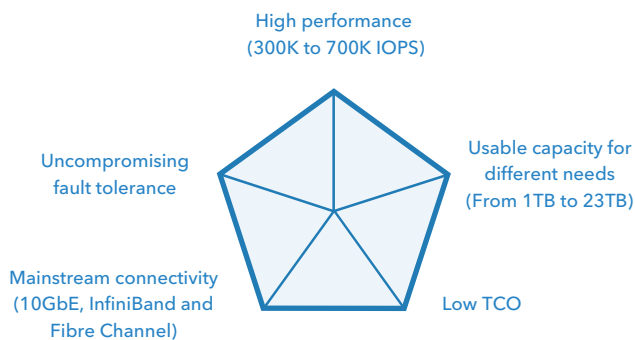 High performance
(300K to 700K IOPS)
Usable capacity for
different needs
(From 1TB to 23TB)
Uncompromising
fault tolerance
Mainstream connectivity
(10GbE, InfiniBand and
Fibre Channel)
Low TCO